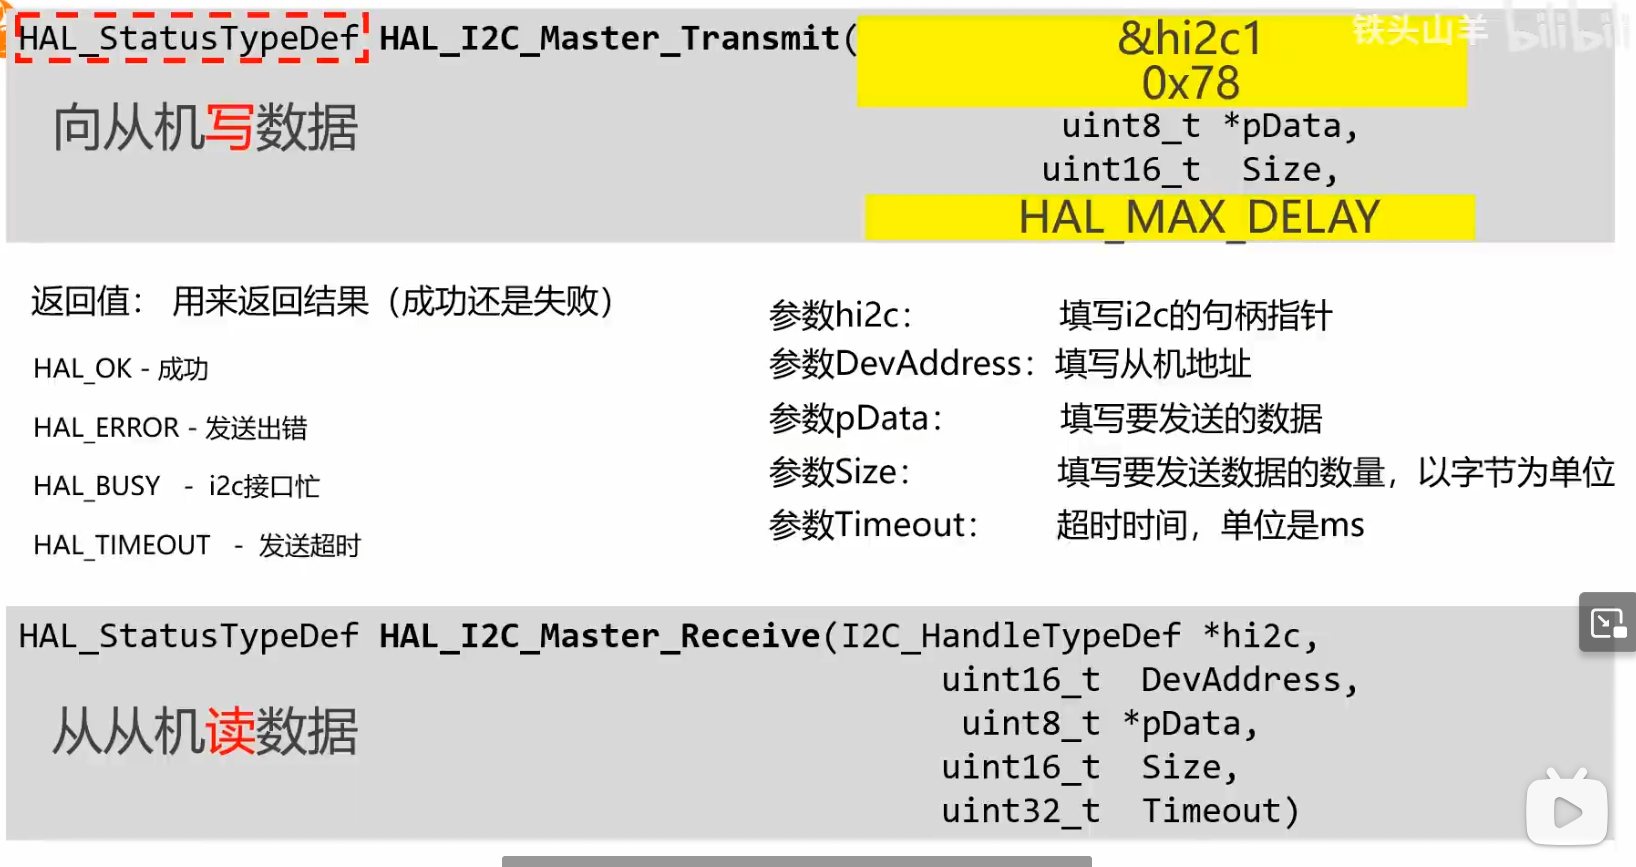 HAL_StatusTypeDef HAL_I2C_Master_Transmit(&hi2c1
0x78
uint8_t *pData,
uint16_t Size,
HAL_MAX_DELAY
铁头山羊 bilibili
向从机写数据
返回值： 用来返回结果（成功还是失败）
HAL_OK - 成功
HAL_ERROR - 发送出错
HAL_BUSY - i2c接口忙
HAL_TIMEOUT - 发送超时
参数hi2c： 填写i2c的句柄指针
参数DevAddress： 填写从机地址
参数pData： 填写要发送的数据
参数Size： 填写要发送数据的数量，以字节为单位
参数Timeout： 超时时间，单位是ms
HAL_StatusTypeDef HAL_I2C_Master_Receive(I2C_HandleTypeDef *hi2c,
uint16_t DevAddress,
uint8_t *pData,
uint16_t Size,
uint32_t Timeout)
从从机读数据